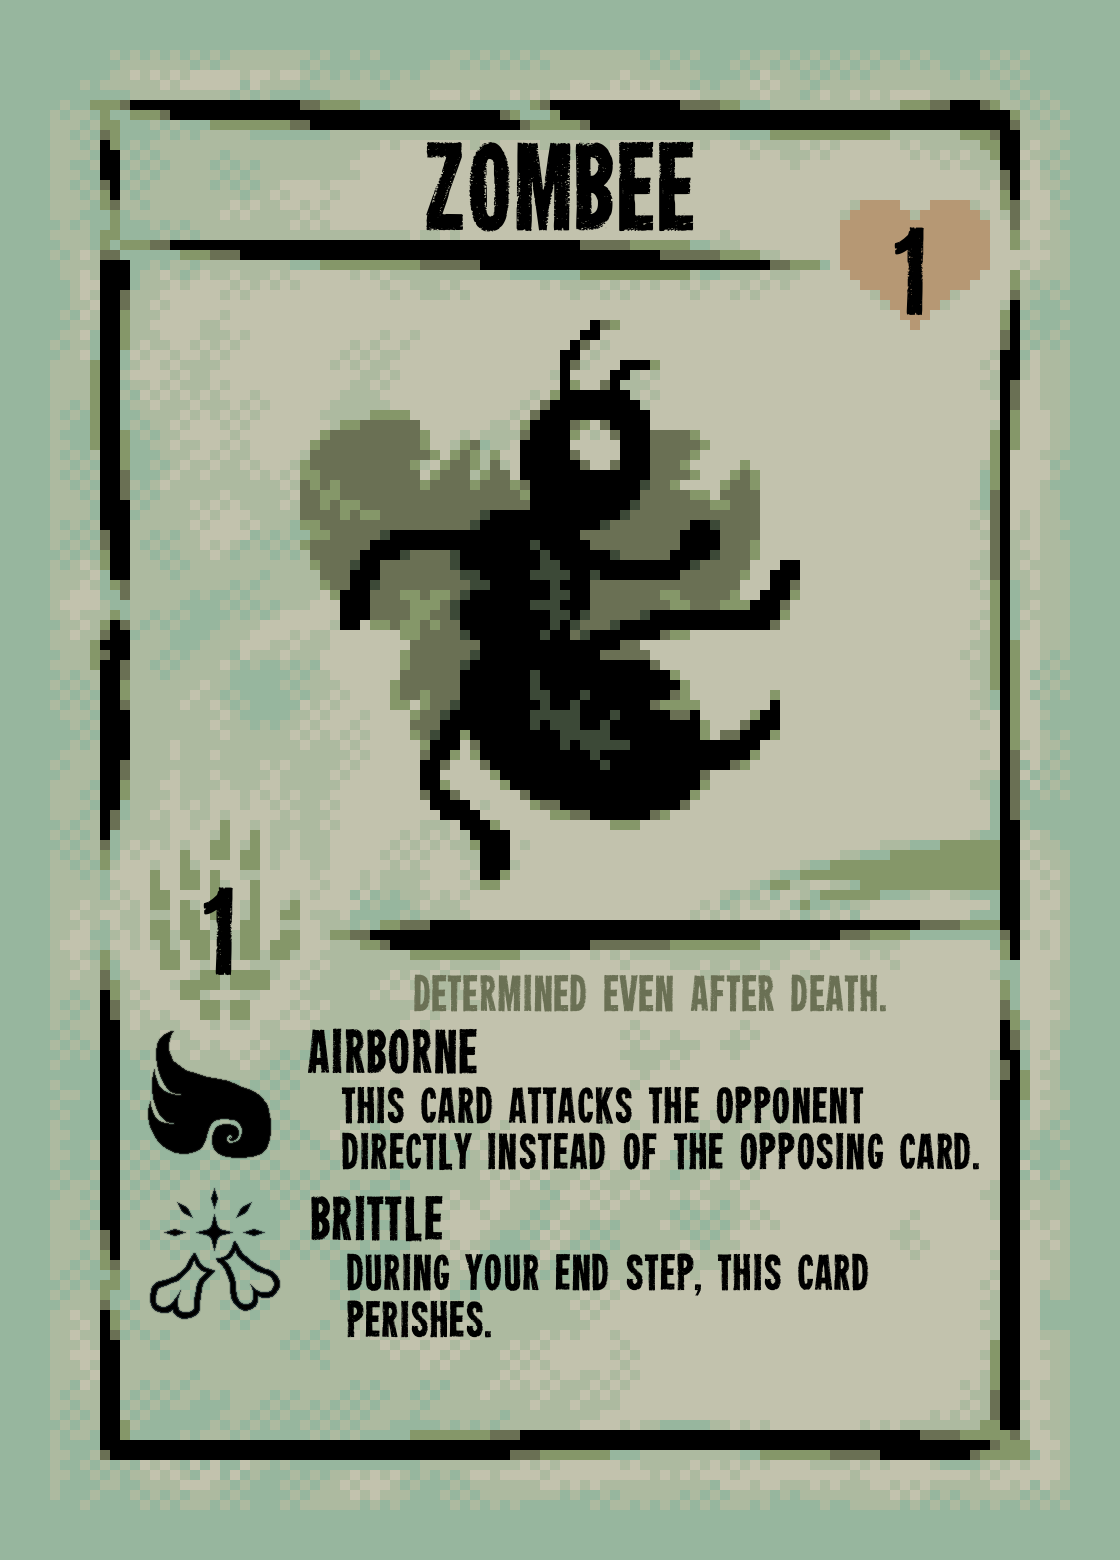 ZOMBEE
1
1
DETERMINED EVEN AFTER DEATH.
AIRBORNE
THIS CARD ATTACKS THE OPPONENT
DIRECTLY INSTEAD OF THE OPPOSING CARD.
BRITTLE
DURING YOUR END STEP, THIS CARD
PERISHES.